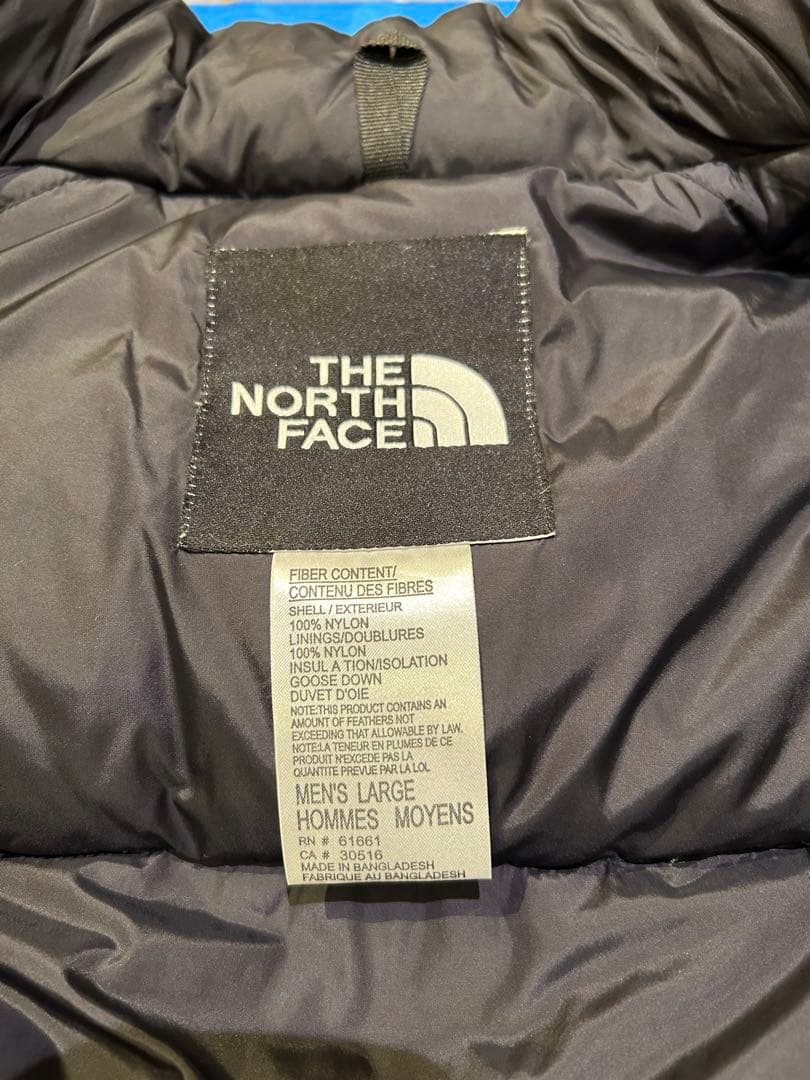 THE
NORTH
FACE
FIBER CONTENT/
CONTENU DES FIBRES
SHELL / EXTERIEUR
100% NYLON
LININGS/DOUBLURES
100% NYLON
INSUL A TION/ISOLATION
GOOSE DOWN
DUVET D'OIE
NOTE:THIS PRODUCT CONTAINS AN
AMOUNT OF FEATHERS NOT
EXCEEDING THAT ALLOWABLE BY LAW.
NOTE:LA TENEUR EN PLUMES DE CE
PRODUIT N'EXCEDE PAS LA
QUANTITE PREVUE PAR LA LOL
MEN'S LARGE
HOMMES MOYENS
RN # 61661
CA # 30516
MADE IN BANGLADESH
FABRIQUE AU BANGLADESH